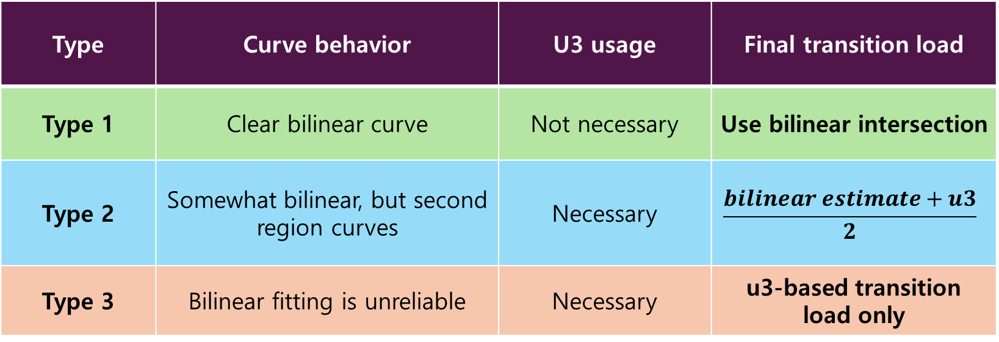 Type
Curve behavior
U3 usage
Final transition load
Type 1
Clear bilinear curve
Not necessary
Use bilinear intersection
Type 2
Somewhat bilinear, but second
region curves
Necessary
bilinear estimate + u3
2
Type 3
Bilinear fitting is unreliable
Necessary
u3-based transition
load only